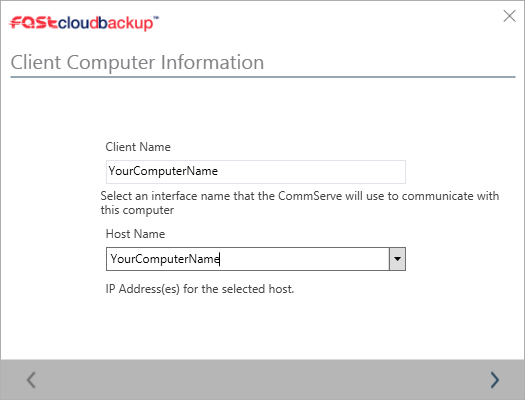 FASTcloudbackup™
Client Computer Information
Client Name
YourComputerName
Select an interface name that the CommServe will use to communicate with
this computer
Host Name
YourComputerName
IP Address(es) for the selected host.